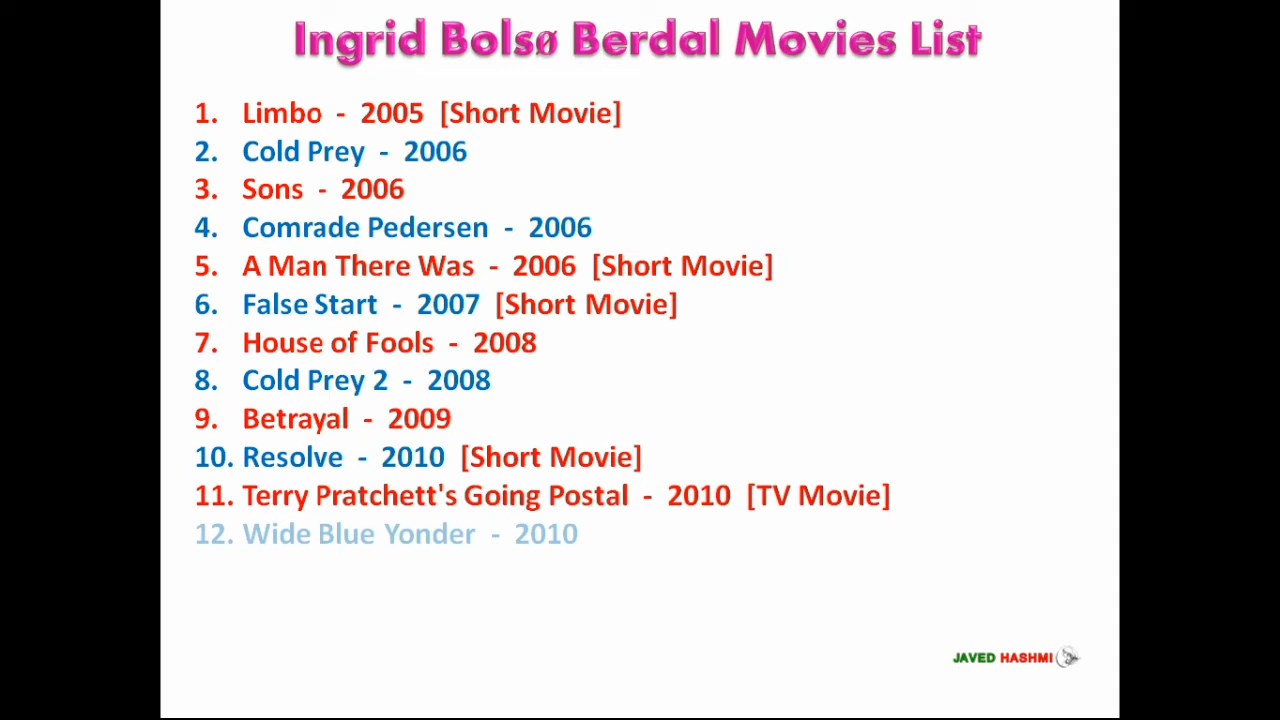 Ingrid Bolsø Berdal Movies List
1. Limbo - 2005 [Short Movie]
2. Cold Prey - 2006
3. Sons - 2006
4. Comrade Pedersen - 2006
5. A Man There Was - 2006 [Short Movie]
6. False Start - 2007 [Short Movie]
7. House of Fools - 2008
8. Cold Prey 2 - 2008
9. Betrayal - 2009
10. Resolve - 2010 [Short Movie]
11. Terry Pratchett's Going Postal - 2010 [TV Movie]
12. Wide Blue Yonder - 2010
JAVED HASHMI